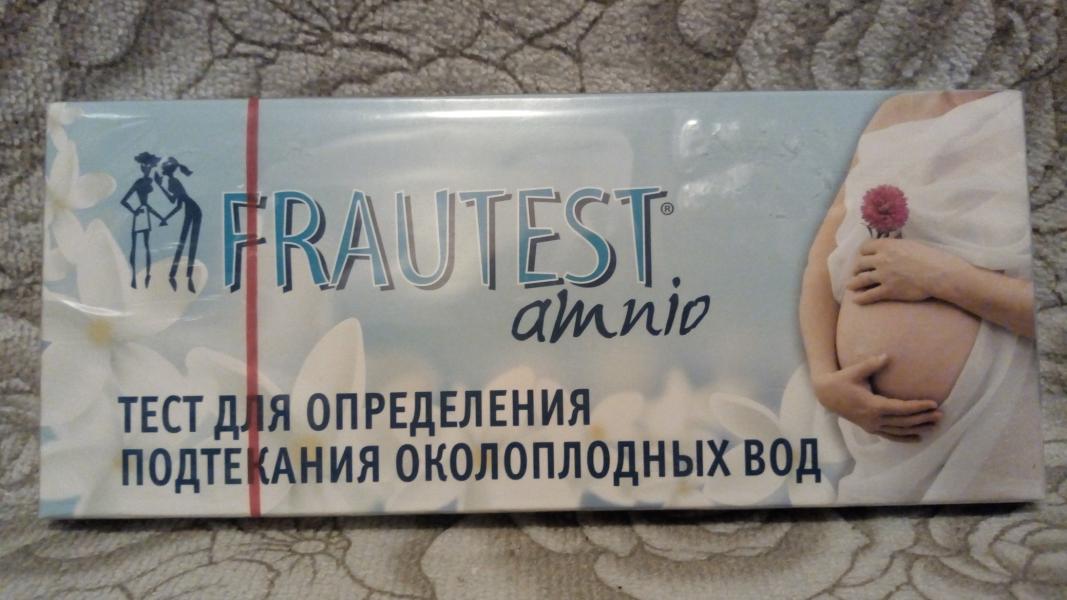 FRAUTEST®
amnio
ТЕСТ ДЛЯ ОПРЕДЕЛЕНИЯ
ПОДТЕКАНИЯ ОКОЛОПЛОДНЫХ ВОД